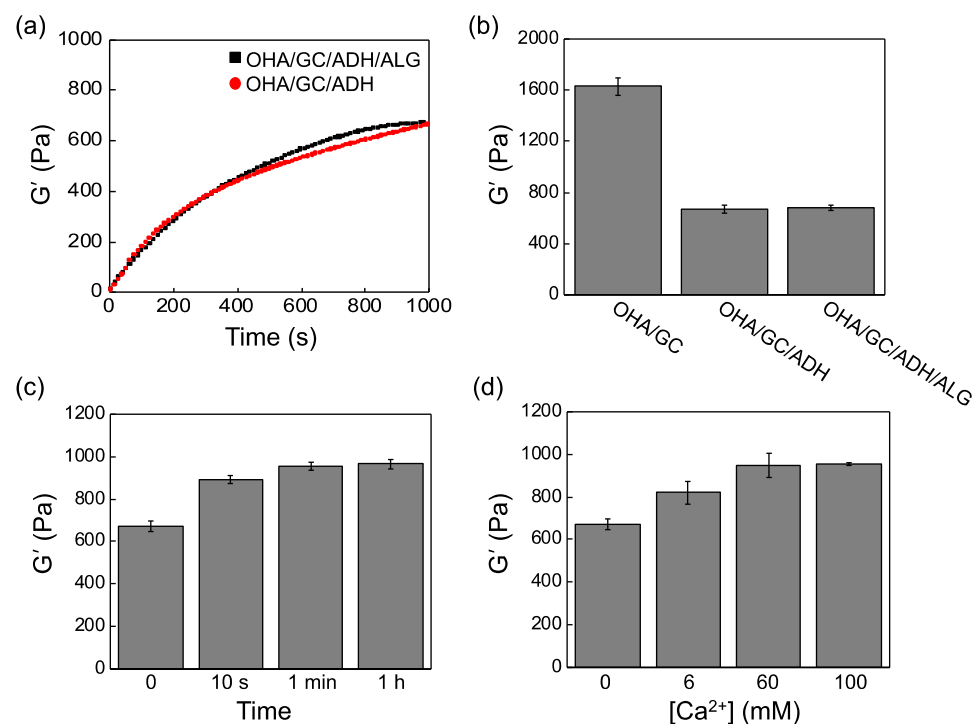 (a)
1000
800
600
400
200
0
G′ (Pa)
OHA/GC/ADH/ALG
OHA/GC/ADH
0 200 400 600 800 1000
Time (s)
(b)
2000
1600
1200
800
400
0
G′ (Pa)
OHA/GC
OHA/GC/ADH
OHA/GC/ADH/ALG
(c)
1200
1000
800
600
400
200
0
G′ (Pa)
0 10 s 1 min 1 h
Time
(d)
1200
1000
800
600
400
200
0
G′ (Pa)
0 6 60 100
[Ca²⁺] (mM)